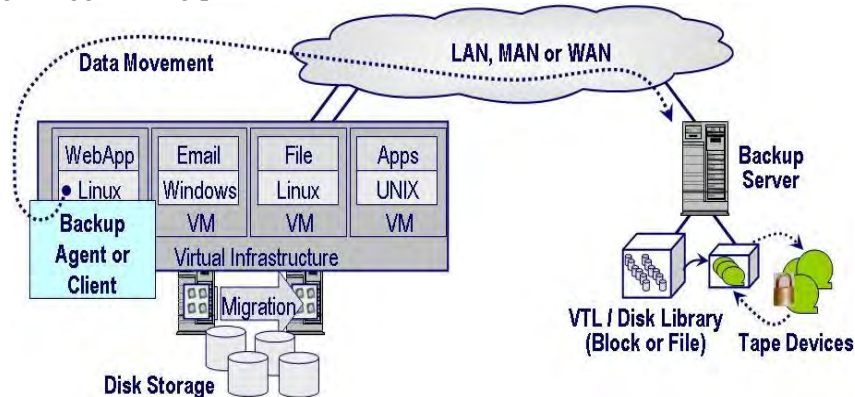 LAN, MAN or WAN
Data Movement
WebApp
Email
File
Apps
Linux
Windows
Linux
UNIX
VM
VM
VM
Backup
Agent or
Client
Virtual Infrastructure
Migration
Disk Storage
Backup
Server
VTL / Disk Library
(Block or File)
Tape Devices